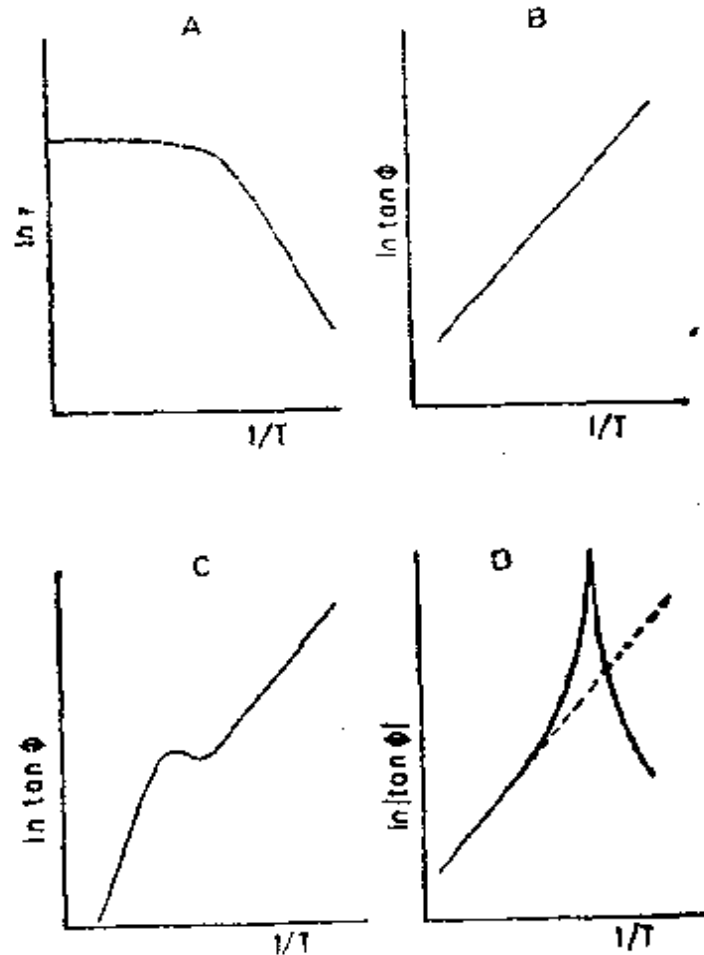 A
ln r
1/T
B
ln tan Φ
1/T
C
ln tan Φ
1/T
D
ln|tan Φ|
1/T